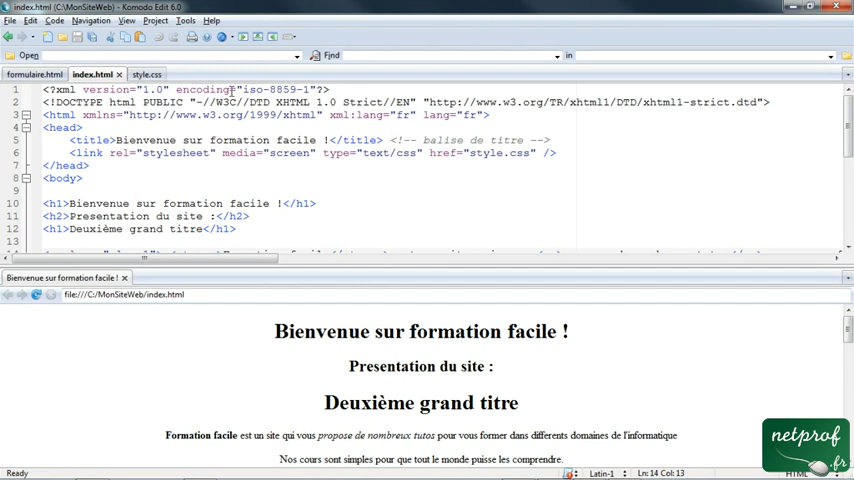 index.html (C:\MonSiteWeb) - Komodo Edit 6.0
File Edit Code Navigation View Project Tools Help
Open Find in
formulaire.html index.html style.css
1 <?xml version="1.0" encoding="iso-8859-1"?>
2 <!DOCTYPE html PUBLIC "-//W3C//DTD XHTML 1.0 Strict//EN" "http://www.w3.org/TR/xhtml1/DTD/xhtml1-strict.dtd">
3 <html xmlns="http://www.w3.org/1999/xhtml" xml:lang="fr" lang="fr">
4 <head>
5 <title>Bienvenue sur formation facile !</title> <!-- balise de titre -->
6 <link rel="stylesheet" media="screen" type="text/css" href="style.css" />
7 </head>
8 <body>
9
10 <h1>Bienvenue sur formation facile !</h1>
11 <h2>Presentation du site :</h2>
12 <h1>Deuxième grand titre</h1>
13
Bienvenue sur formation facile !
file:///C:/MonSiteWeb/index.html
Bienvenue sur formation facile !
Presentation du site :
Deuxième grand titre
Formation facile est un site qui vous propose de nombreux tutos pour vous former dans differents domaines de l'informatique
Nos cours sont simples pour que tout le monde puisse les comprendre.
netprof
.fr
Ready Latin-1 Ln: 14 Col: 13 HTML